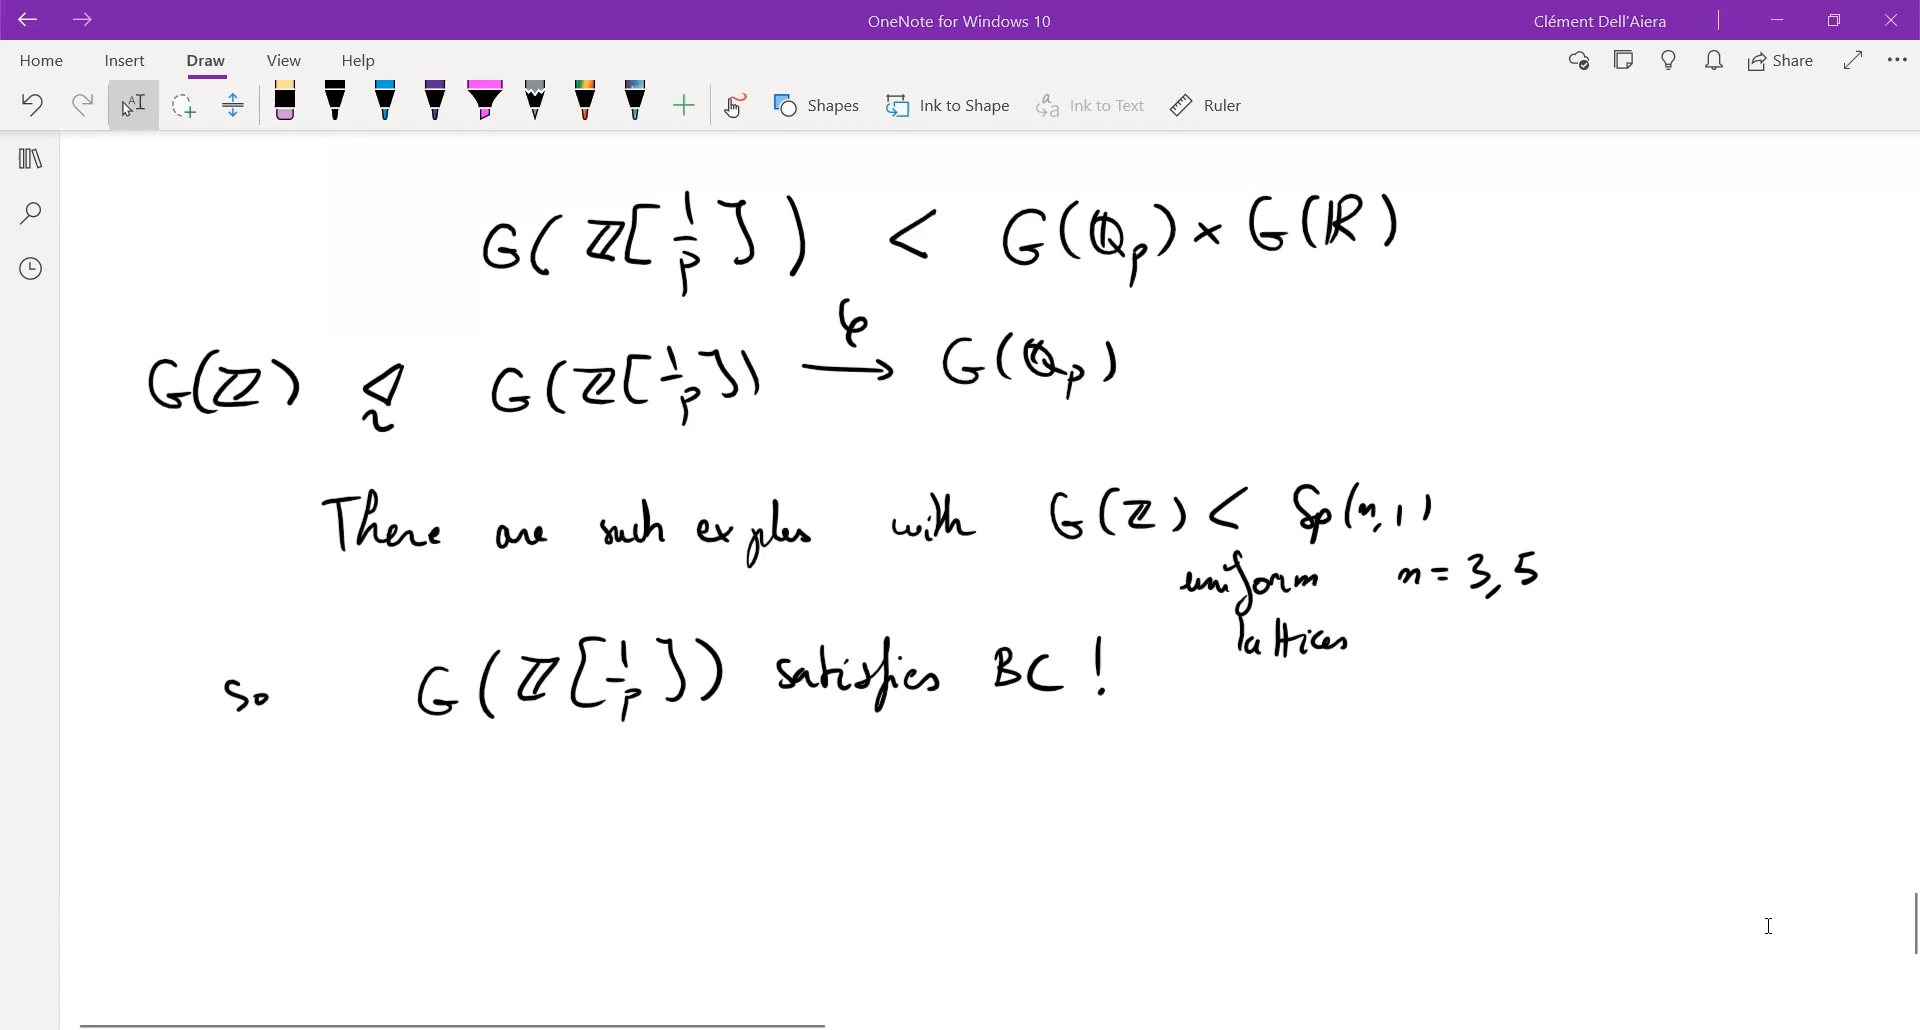 OneNote for Windows 10 Clément Dell'Aiera
Home Insert Draw View Help Share
Shapes Ink to Shape Ink to Text Ruler
G(ℤ[1/p]) < G(ℚp) × G(ℝ)
G(ℤ) ⊲~ G(ℤ[1/p]) —φ→ G(ℚp)
There are such exples with G(ℤ) < Sp(n,1)
uniform n = 3, 5
lattices
so G(ℤ[1/p]) satisfies BC !